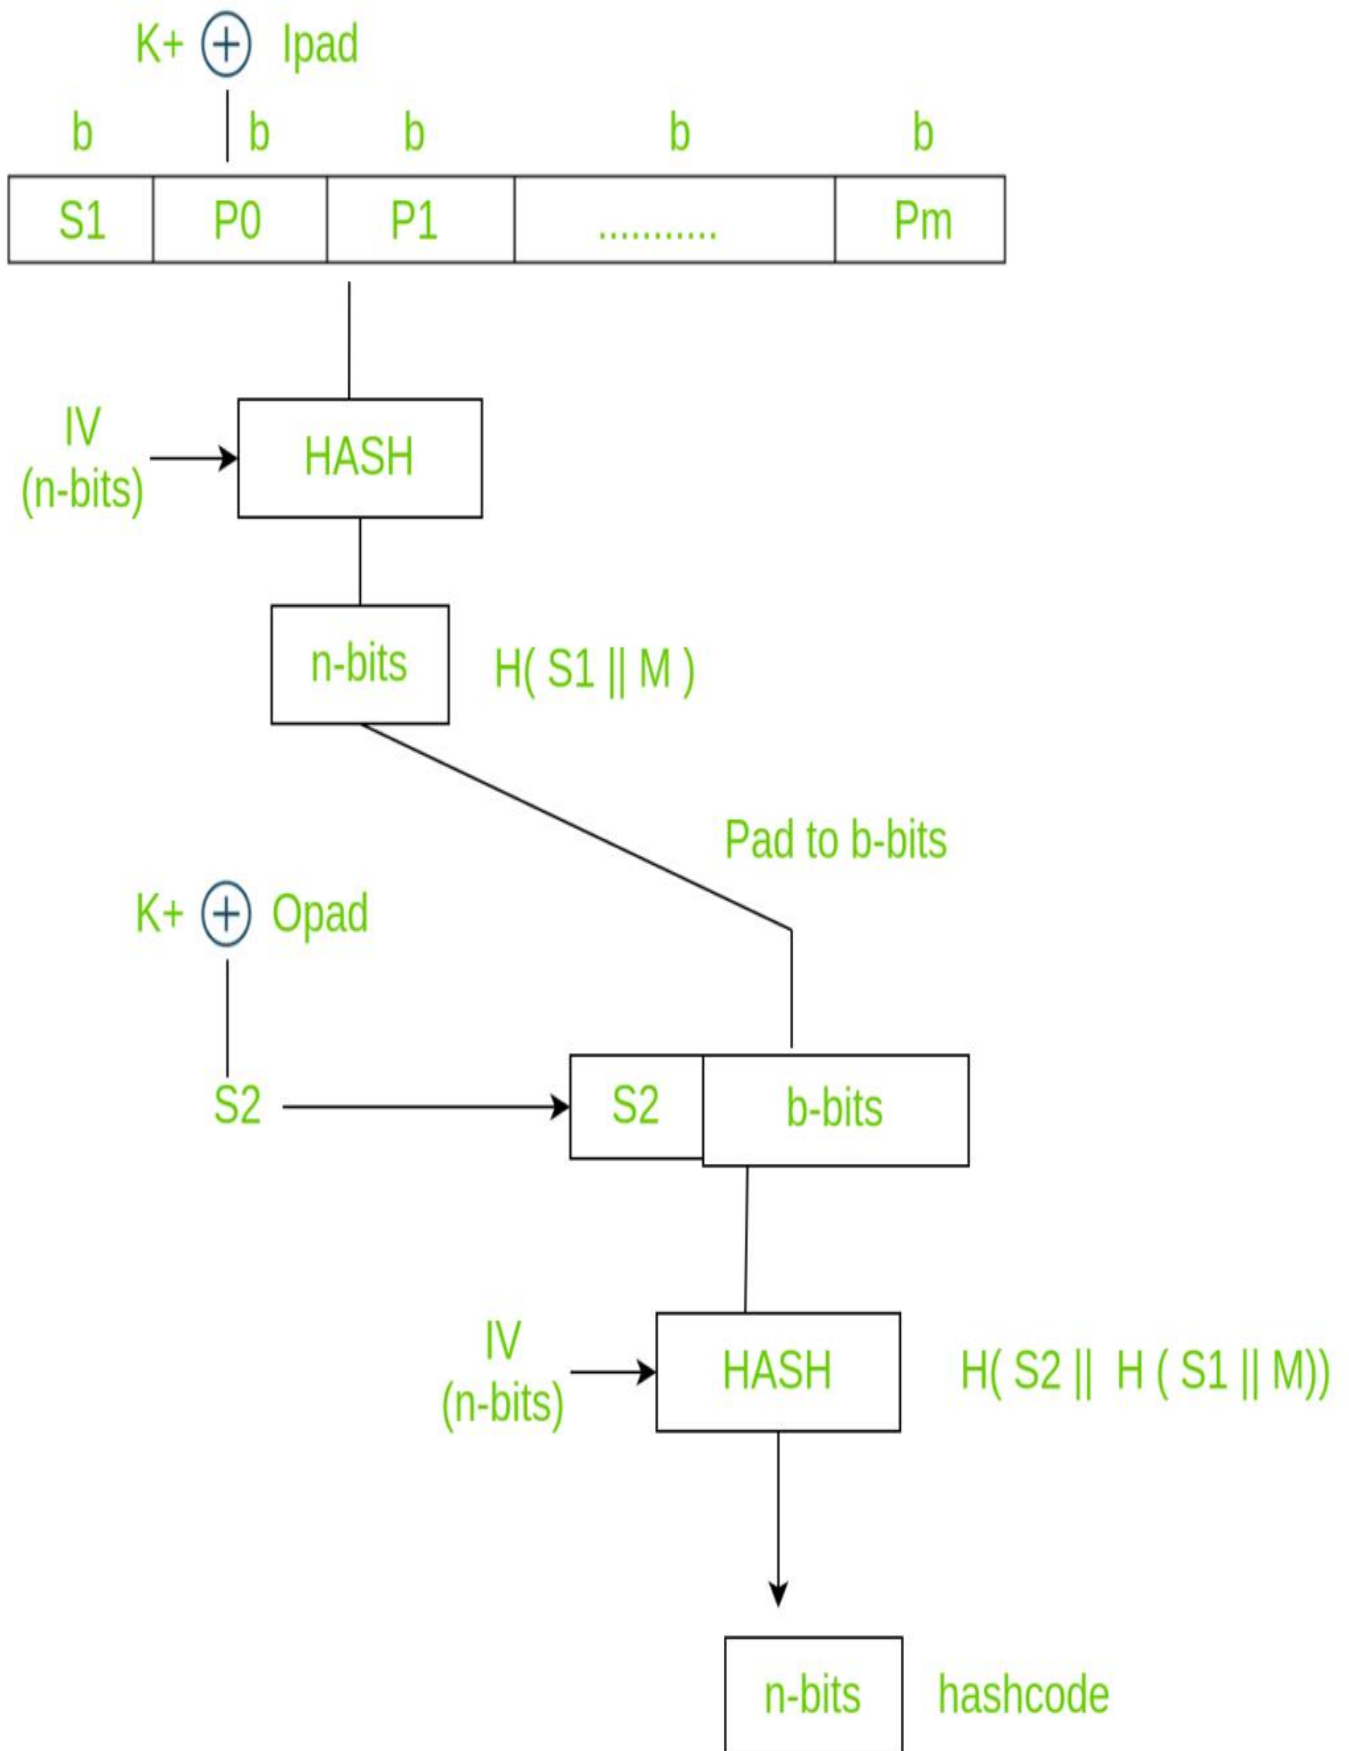 K+ + Ipad
b b b b b
S1 P0 P1 ........... Pm
IV
(n-bits)
HASH
n-bits
H( S1 || M )
Pad to b-bits
K+ + Opad
S2
S2 b-bits
IV
(n-bits)
HASH
H( S2 || H ( S1 || M))
n-bits
hashcode